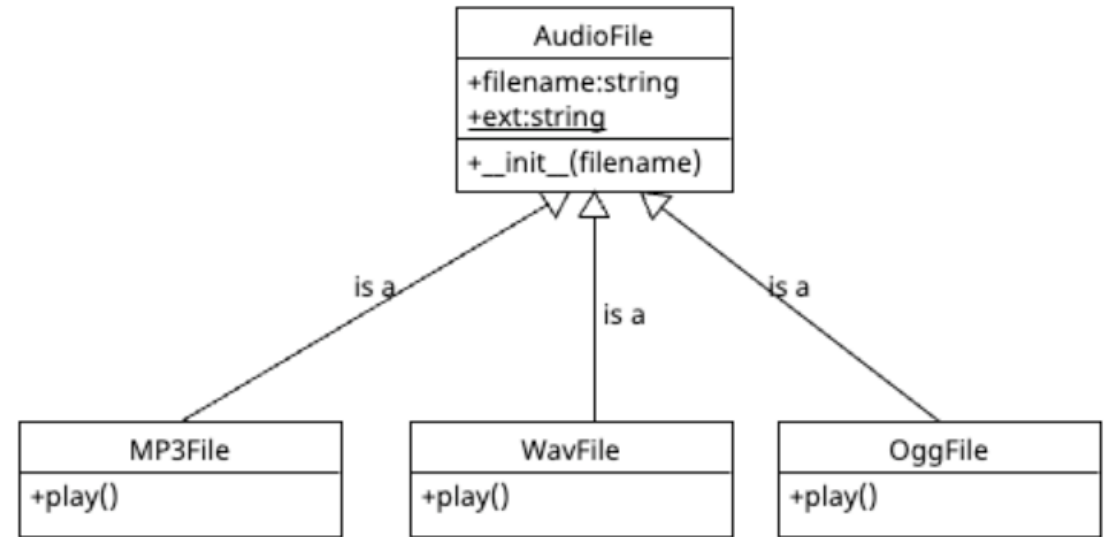 AudioFile
+filename:string
+ext:string
+__init__(filename)
is a
is a
is a
MP3File
WavFile
OggFile
+play()
+play()
+play()